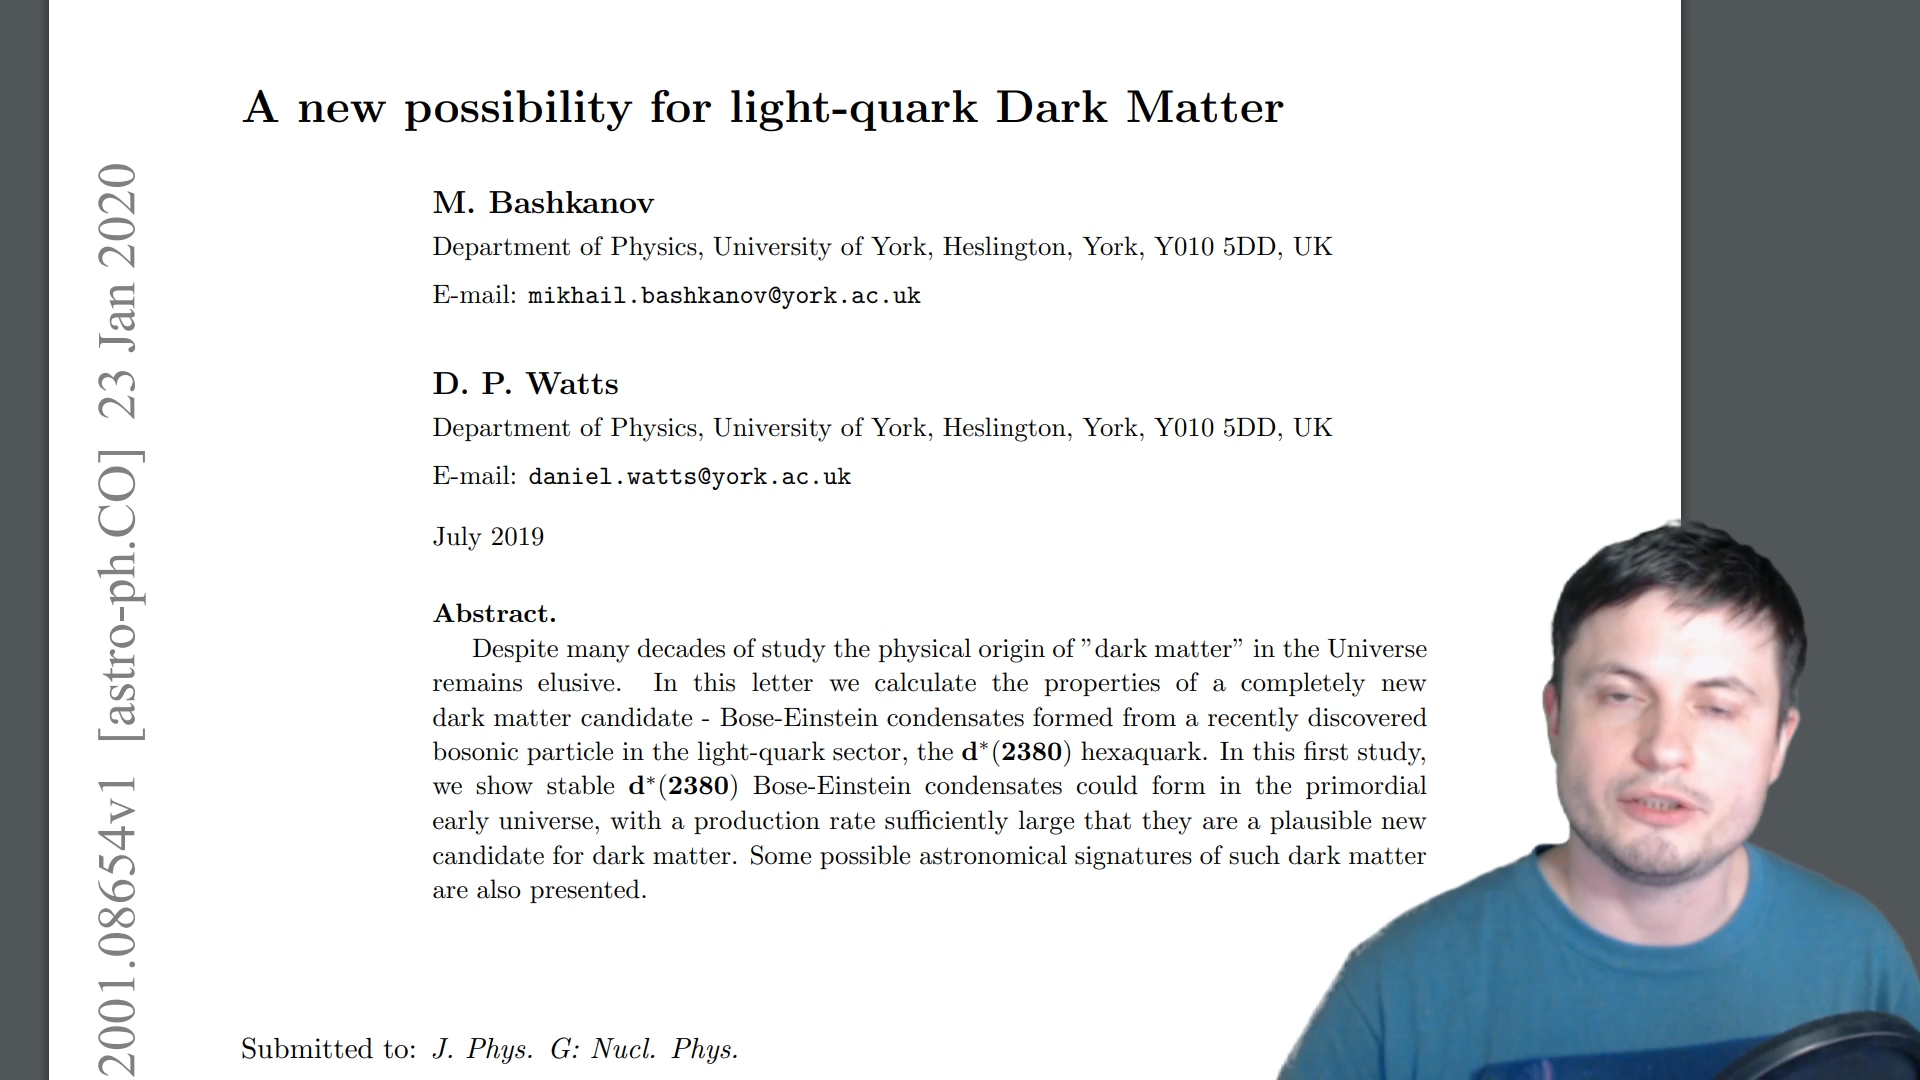 A new possibility for light-quark Dark Matter
M. Bashkanov
Department of Physics, University of York, Heslington, York, Y010 5DD, UK
E-mail: mikhail.bashkanov@york.ac.uk
D. P. Watts
Department of Physics, University of York, Heslington, York, Y010 5DD, UK
E-mail: daniel.watts@york.ac.uk
July 2019
Abstract.
Despite many decades of study the physical origin of ”dark matter” in the Universe
remains elusive. In this letter we calculate the properties of a completely new
dark matter candidate - Bose-Einstein condensates formed from a recently discovered
bosonic particle in the light-quark sector, the d*(2380) hexaquark. In this first study,
we show stable d*(2380) Bose-Einstein condensates could form in the primordial
early universe, with a production rate sufficiently large that they are a plausible new
candidate for dark matter. Some possible astronomical signatures of such dark matter
are also presented.
Submitted to: J. Phys. G: Nucl. Phys.
2001.08654v1 [astro-ph.CO] 23 Jan 2020